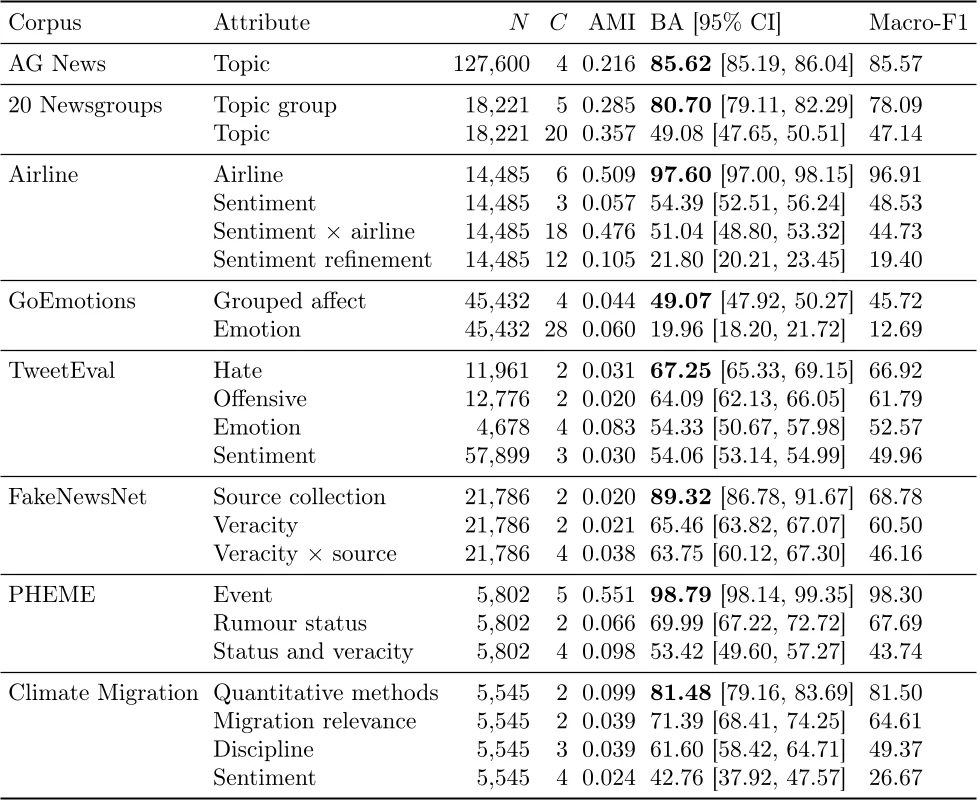 Corpus Attribute N C AMI BA [95% CI] Macro-F1
AG News Topic 127,600 4 0.216 85.62 [85.19, 86.04] 85.57
20 Newsgroups Topic group 18,221 5 0.285 80.70 [79.11, 82.29] 78.09
Topic 18,221 20 0.357 49.08 [47.65, 50.51] 47.14
Airline Airline 14,485 6 0.509 97.60 [97.00, 98.15] 96.91
Sentiment 14,485 3 0.057 54.39 [52.51, 56.24] 48.53
Sentiment × airline 14,485 18 0.476 51.04 [48.80, 53.32] 44.73
Sentiment refinement 14,485 12 0.105 21.80 [20.21, 23.45] 19.40
GoEmotions Grouped affect 45,432 4 0.044 49.07 [47.92, 50.27] 45.72
Emotion 45,432 28 0.060 19.96 [18.20, 21.72] 12.69
TweetEval Hate 11,961 2 0.031 67.25 [65.33, 69.15] 66.92
Offensive 12,776 2 0.020 64.09 [62.13, 66.05] 61.79
Emotion 4,678 4 0.083 54.33 [50.67, 57.98] 52.57
Sentiment 57,899 3 0.030 54.06 [53.14, 54.99] 49.96
FakeNewsNet Source collection 21,786 2 0.020 89.32 [86.78, 91.67] 68.78
Veracity 21,786 2 0.021 65.46 [63.82, 67.07] 60.50
Veracity × source 21,786 4 0.038 63.75 [60.12, 67.30] 46.16
PHEME Event 5,802 5 0.551 98.79 [98.14, 99.35] 98.30
Rumour status 5,802 2 0.066 69.99 [67.22, 72.72] 67.69
Status and veracity 5,802 4 0.098 53.42 [49.60, 57.27] 43.74
Climate Migration Quantitative methods 5,545 2 0.099 81.48 [79.16, 83.69] 81.50
Migration relevance 5,545 2 0.039 71.39 [68.41, 74.25] 64.61
Discipline 5,545 3 0.039 61.60 [58.42, 64.71] 49.37
Sentiment 5,545 4 0.024 42.76 [37.92, 47.57] 26.67